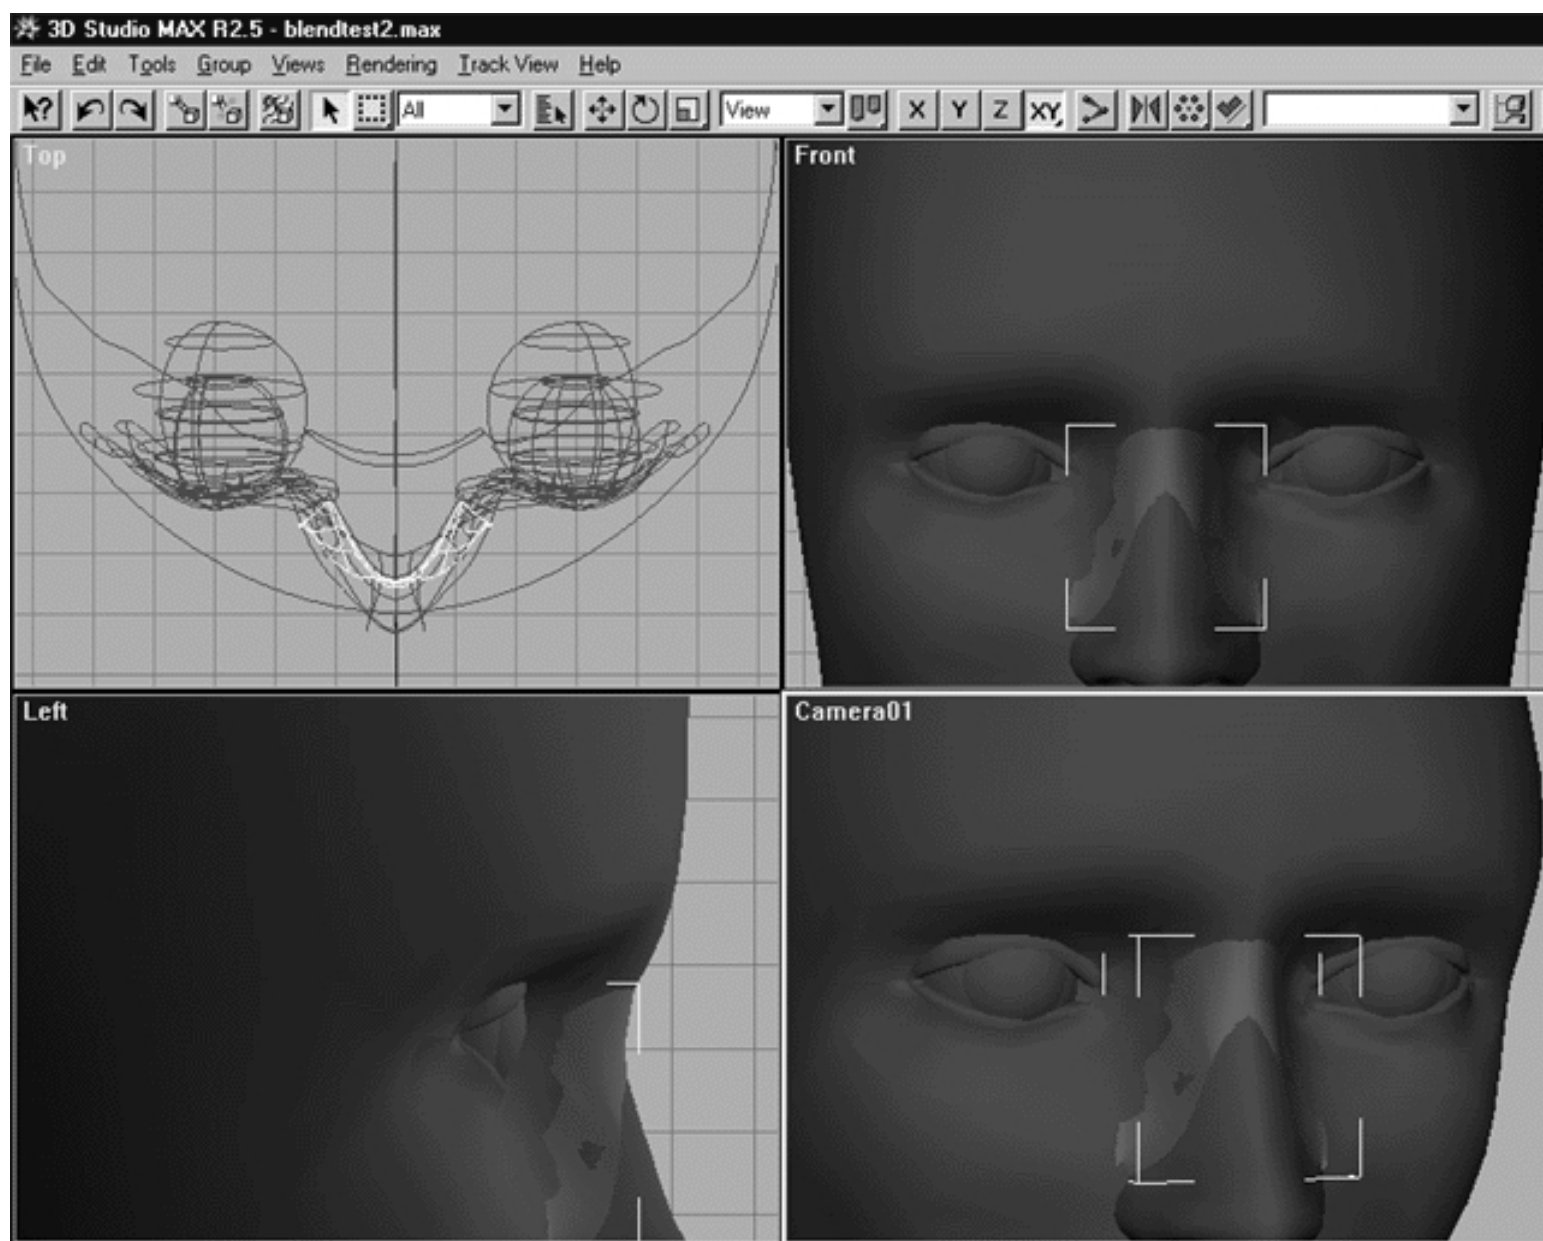 3D Studio MAX R2.5 - blendtest2.max
File Edit Tools Group Views Rendering Track View Help
All View X Y Z XY
Top Front
Left Camera01